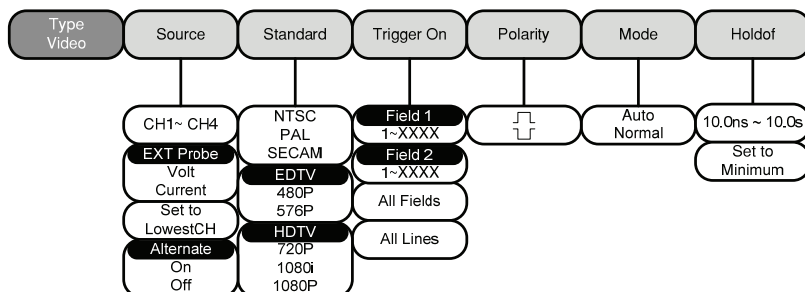 Type
Video
Source
Standard
Trigger On
Polarity
Mode
Holdof
CH1~ CH4
EXT Probe
Volt
Current
Set to
LowestCH
Alternate
On
Off
NTSC
PAL
SECAM
EDTV
480P
576P
HDTV
720P
1080i
1080P
Field 1
1~XXXX
Field 2
1~XXXX
All Fields
All Lines
Auto
Normal
10.0ns ~ 10.0s
Set to
Minimum